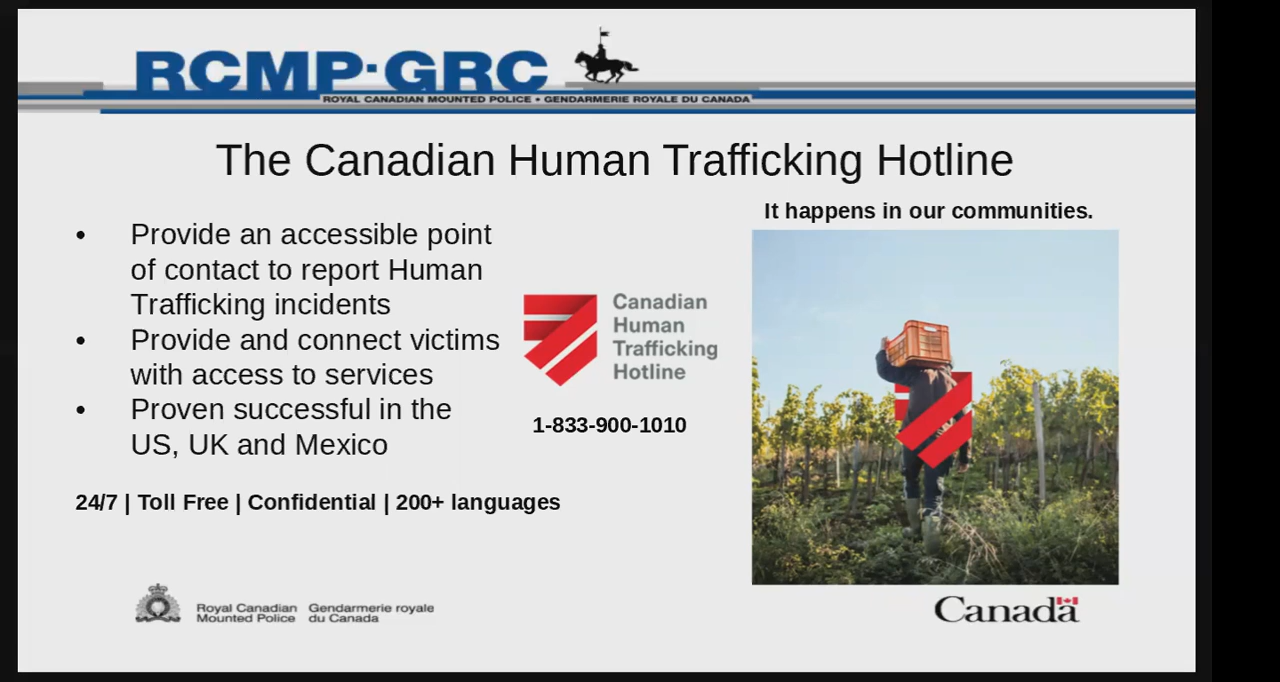 RCMP·GRC
ROYAL CANADIAN MOUNTED POLICE • GENDARMERIE ROYALE DU CANADA
The Canadian Human Trafficking Hotline
• Provide an accessible point
of contact to report Human
Trafficking incidents
• Provide and connect victims
with access to services
• Proven successful in the
US, UK and Mexico
24/7 | Toll Free | Confidential | 200+ languages
Canadian
Human
Trafficking
Hotline
1-833-900-1010
It happens in our communities.
Royal Canadian Gendarmerie royale
Mounted Police du Canada
Canada